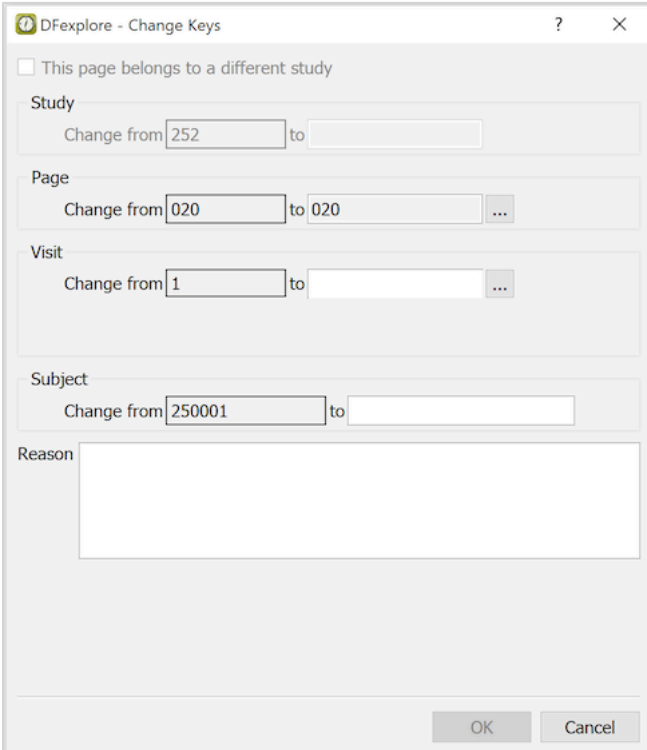 DFexplore - Change Keys ? ×
This page belongs to a different study
Study
Change from 252 to
Page
Change from 020 to 020 ...
Visit
Change from 1 to ...
Subject
Change from 250001 to
Reason
OK Cancel